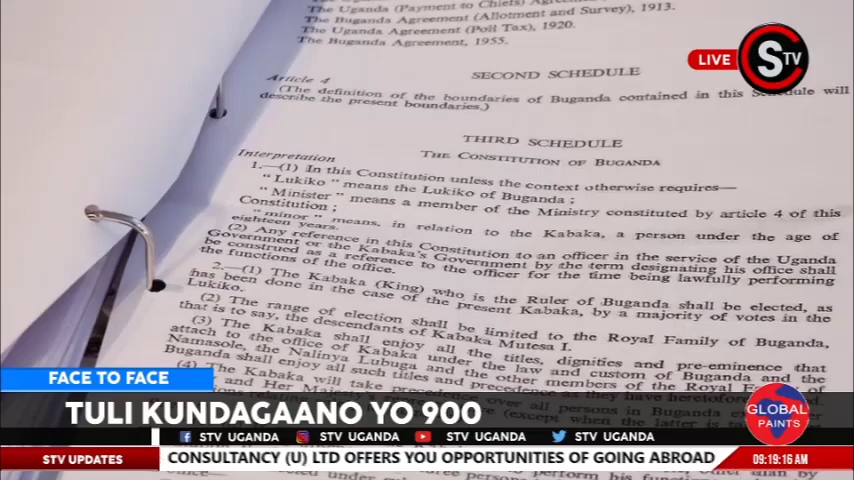 The Uganda (Payment to Chiefs)
The Buganda Agreement (Allotment and Survey), 1913.
The Uganda Agreement (Poll Tax), 1920.
The Buganda Agreement, 1955.
LIVE
STV
SECOND SCHEDULE
Article 4
(The definition of the boundaries of Buganda contained in this Schedule will
describe the present boundaries.)
THIRD SCHEDULE
THE CONSTITUTION OF BUGANDA
Interpretation
1.—(1) In this Constitution unless the context otherwise requires—
“ Lukiko ” means the Lukiko of Buganda ;
“ Minister ” means a member of the Ministry constituted by article 4 of this
Constitution ;
“ minor ” means, in relation to the Kabaka, a person under the age of
eighteen years.
(2) Any reference in this Constitution to an officer in the service of the Uganda
Government or the Kabaka's Government by the term designating his office shall
be construed as a reference to the officer for the time being lawfully performing
the functions of the office.
2.—(1) The Kabaka (King) who is the Ruler of Buganda shall be elected, as
has been done in the case of the present Kabaka, by a majority of votes in the
Lukiko.
(2) The range of election shall be limited to the Royal Family of Buganda,
that is to say, the descendants of Kabaka Mutesa I.
(3) The Kabaka shall enjoy all the titles, dignities and pre-eminence that
attach to the office of Kabaka under the law and custom of Buganda and the
Namasole, the Nalinya Lubuga and the other members of the Royal Family of
Buganda shall enjoy all such titles and precedence as they have heretofore
(4) The Kabaka will take precedence over all persons in Buganda
and Her Majesty's
FACE TO FACE
TULI KUNDAGAANO YO 900
GLOBAL
PAINTS
STV UGANDA STV UGANDA STV UGANDA STV UGANDA
STV UPDATES
CONSULTANCY (U) LTD OFFERS YOU OPPORTUNITIES OF GOING ABROAD
09:19:16 AM